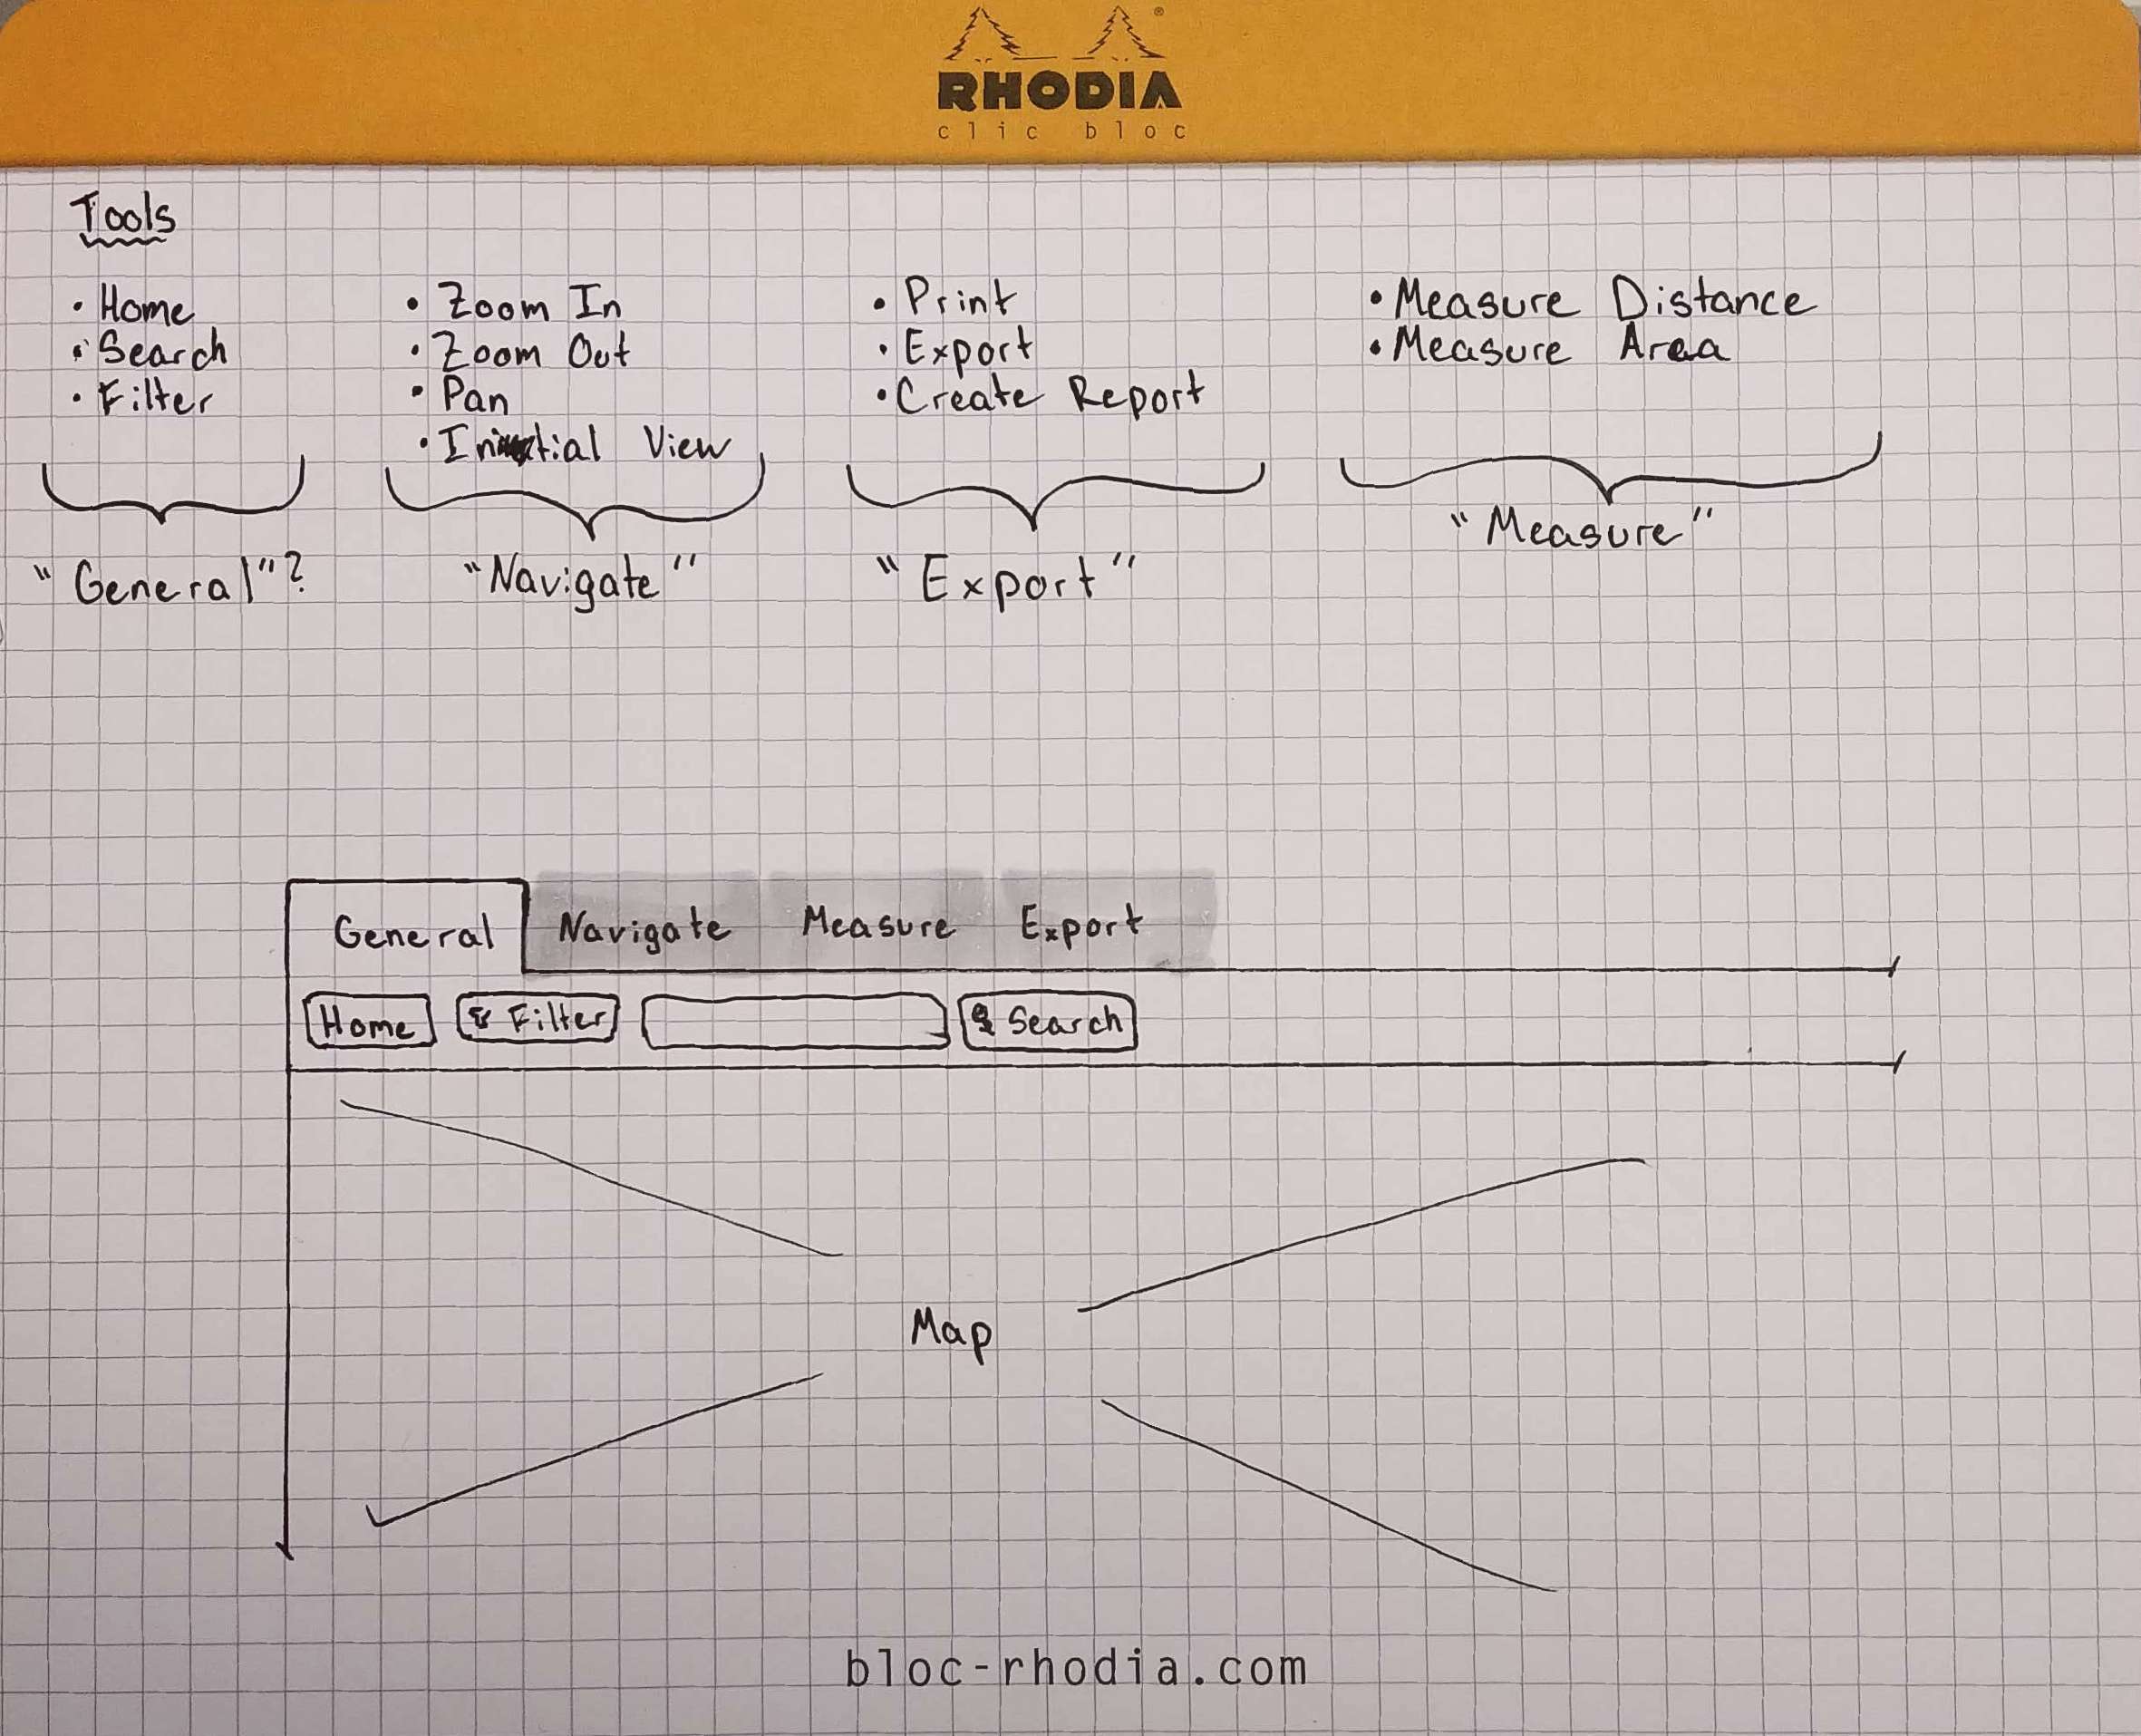 RHODIA
clic bloc
Tools
• Home
• Search
• Filter
"General"?
• Zoom In
• Zoom Out
• Pan
• Initial View
"Navigate"
• Print
• Export
• Create Report
"Export"
• Measure Distance
• Measure Area
"Measure"
General Navigate Measure Export
Home Filter Search
Map
bloc-rhodia.com